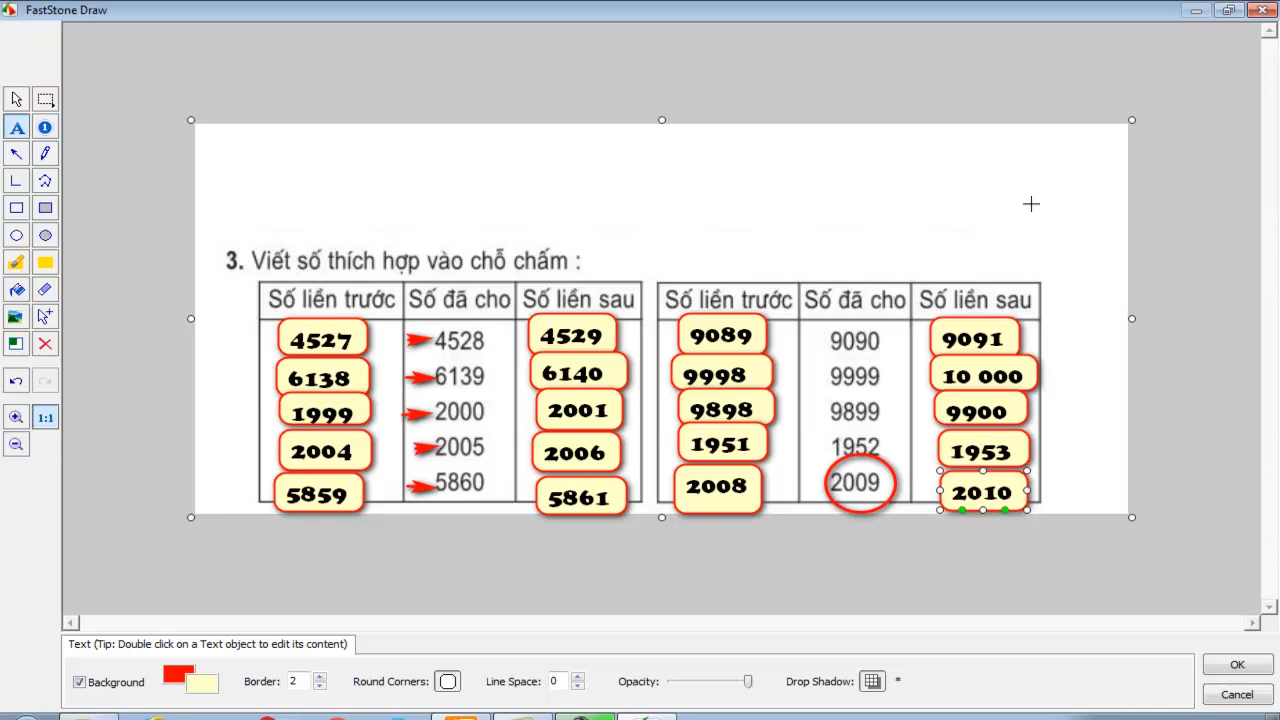 FastStone Draw
3. Viết số thích hợp vào chỗ chấm :
Số liền trước Số đã cho Số liền sau Số liền trước Số đã cho Số liền sau
4527 4528 4529 9089 9090 9091
6138 6139 6140 9998 9999 10 000
1999 2000 2001 9898 9899 9900
2004 2005 2006 1951 1952 1953
5859 5860 5861 2008 2009 2010
Text (Tip: Double click on a Text object to edit its content)
Background Border: 2 Round Corners: Line Space: 0 Opacity: Drop Shadow: *
OK
Cancel
A
1
1:1